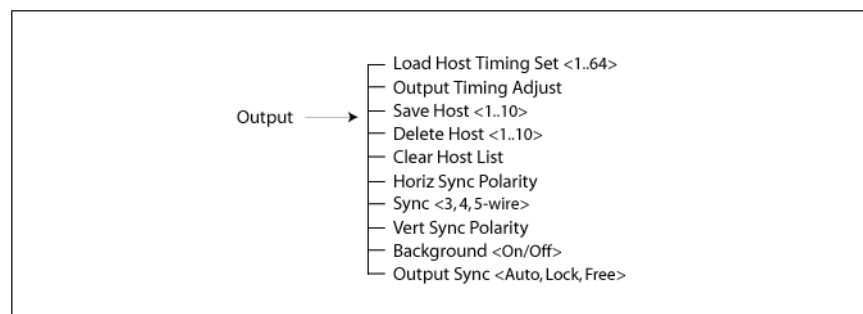 Load Host Timing Set <1..64>
Output Timing Adjust
Output
Save Host <1..10>
Delete Host <1..10>
Clear Host List
Horiz Sync Polarity
Sync <3, 4, 5-wire>
Vert Sync Polarity
Background <On/Off>
Output Sync <Auto, Lock, Free>